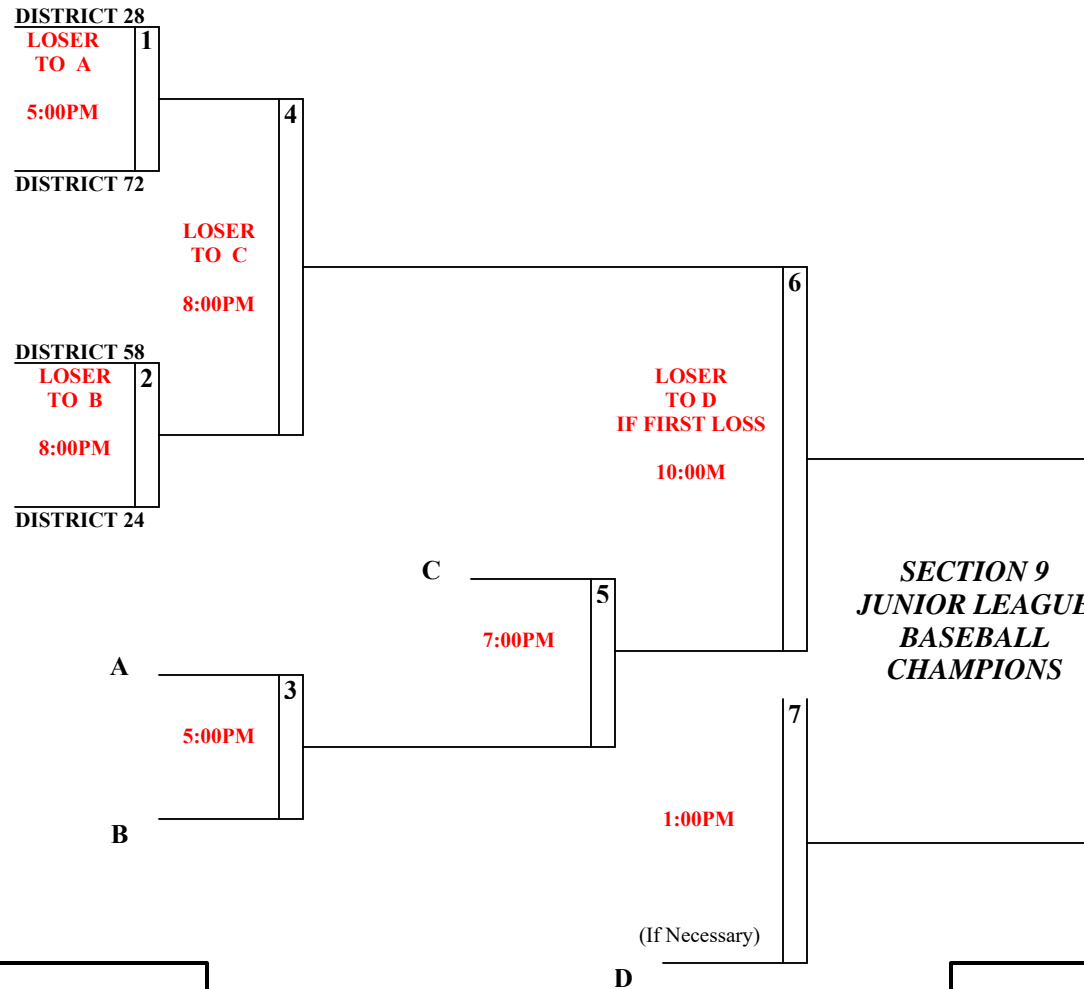 DISTRICT 28
LOSER
TO A
5:00PM
1
DISTRICT 72
4
LOSER
TO C
8:00PM
DISTRICT 58
LOSER
TO B
8:00PM
2
DISTRICT 24
6
LOSER
TO D
IF FIRST LOSS
10:00M
C
5
7:00PM
SECTION 9
JUNIOR LEAGUE
BASEBALL
CHAMPIONS
A
3
5:00PM
B
7
1:00PM
(If Necessary)
D